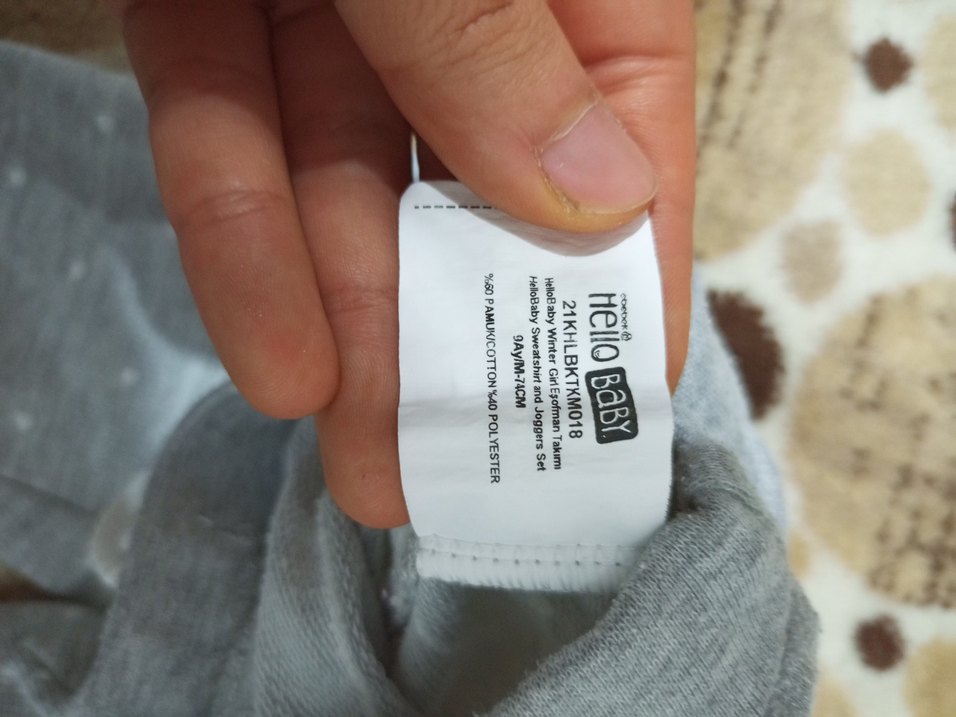 ebebek
Hello BABY
21KHLBKTKM018
HelloBaby Winter Girl Eşofman Takımı
HelloBaby Sweatshirt and Joggers Set
9Ay/M-74CM
%60 PAMUK/COTTON %40 POLYESTER